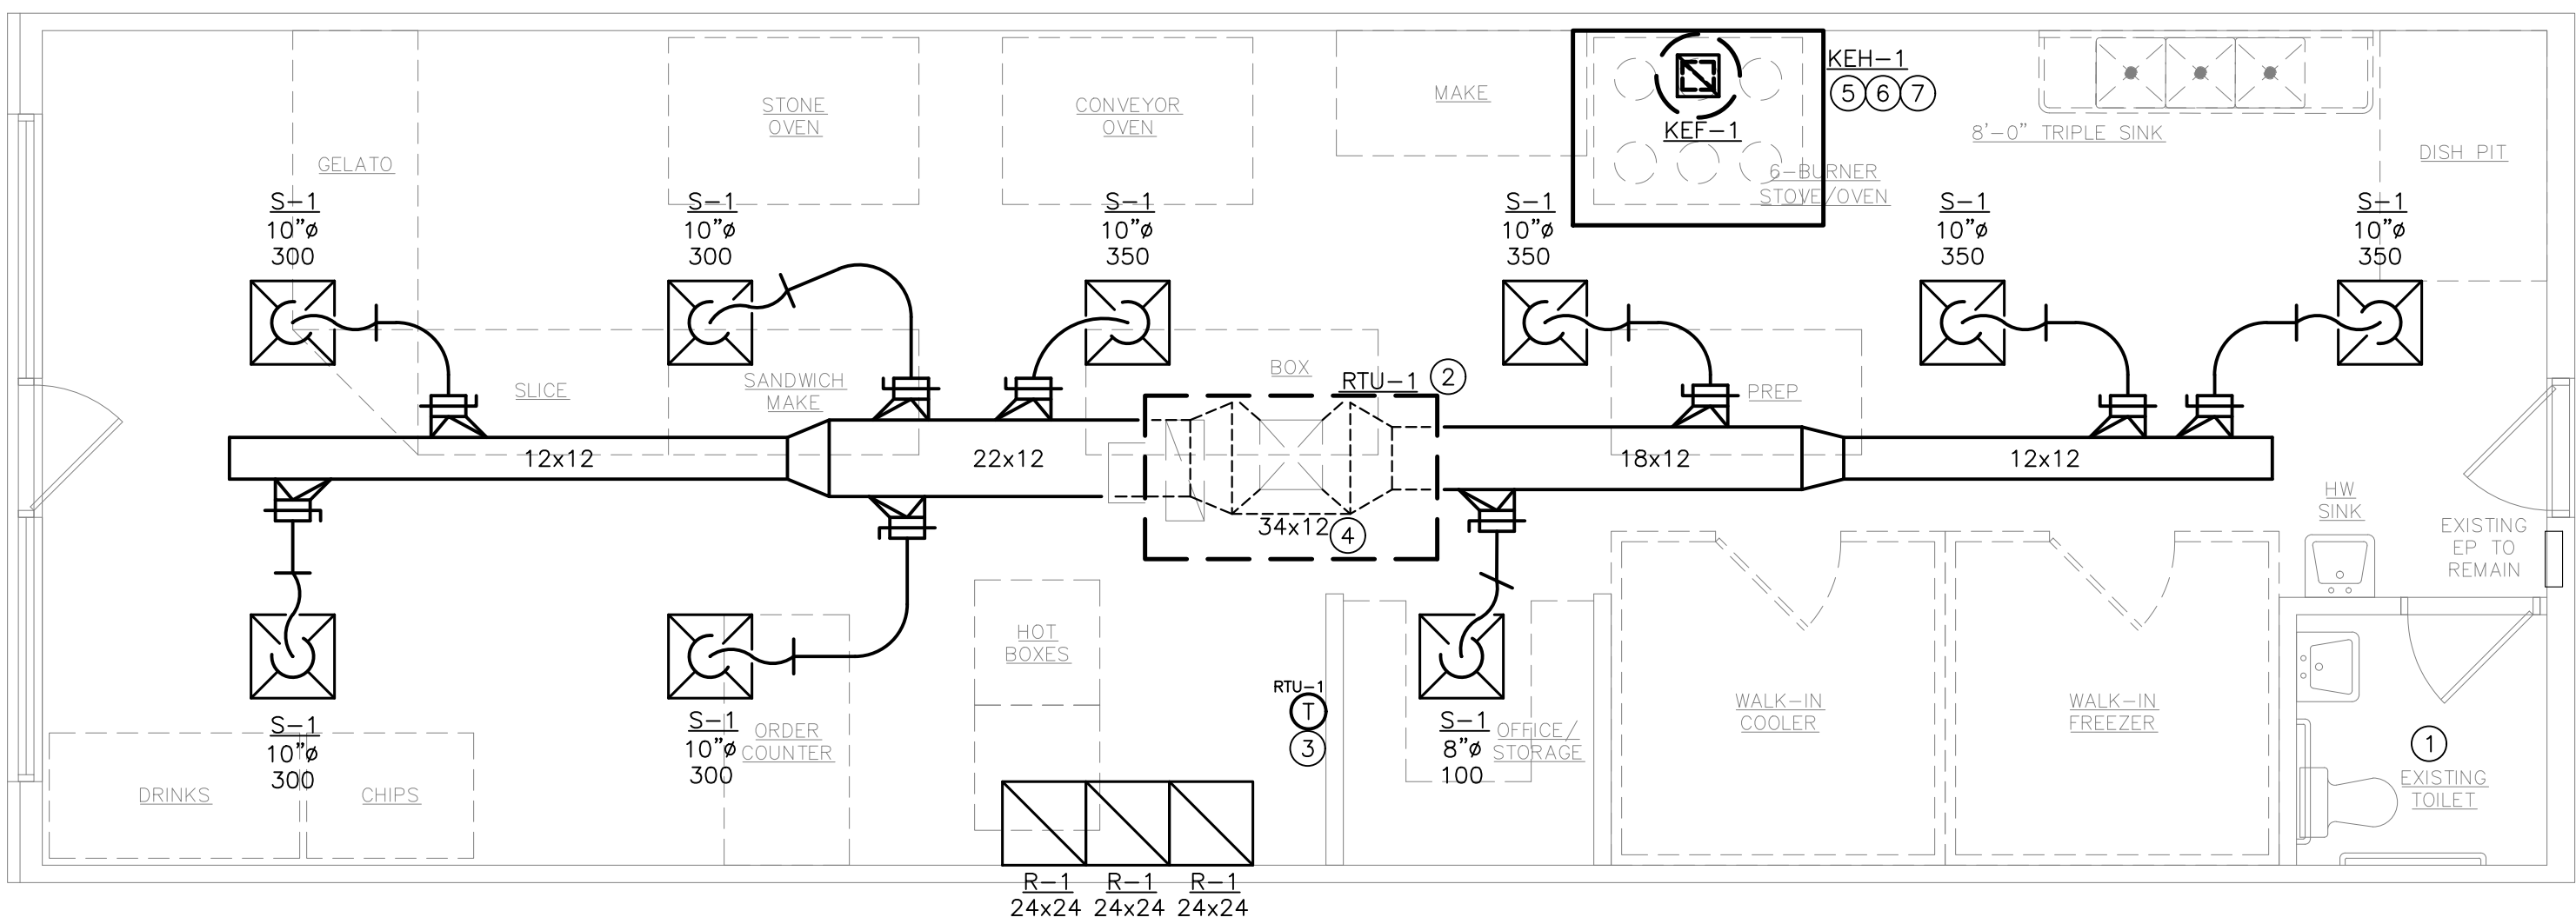 KEH-1
5 6 7
KEF-1
STONE
OVEN
CONVEYOR
OVEN
MAKE
8'-0" TRIPLE SINK
DISH PIT
GELATO
6-BURNER
STOVE/OVEN
S-1
10"ø
300
S-1
10"ø
300
S-1
10"ø
350
S-1
10"ø
350
S-1
10"ø
350
S-1
10"ø
350
SLICE
SANDWICH
MAKE
BOX
RTU-1 2
PREP
12x12
22x12
18x12
12x12
34x12 4
HW
SINK
EXISTING
EP TO
REMAIN
HOT
BOXES
RTU-1
T
3
S-1
10"ø
300
S-1
10"ø
300
ORDER
COUNTER
S-1
8"ø
100
OFFICE/
STORAGE
WALK-IN
COOLER
WALK-IN
FREEZER
1
EXISTING
TOILET
DRINKS
CHIPS
R-1
24x24
R-1
24x24
R-1
24x24